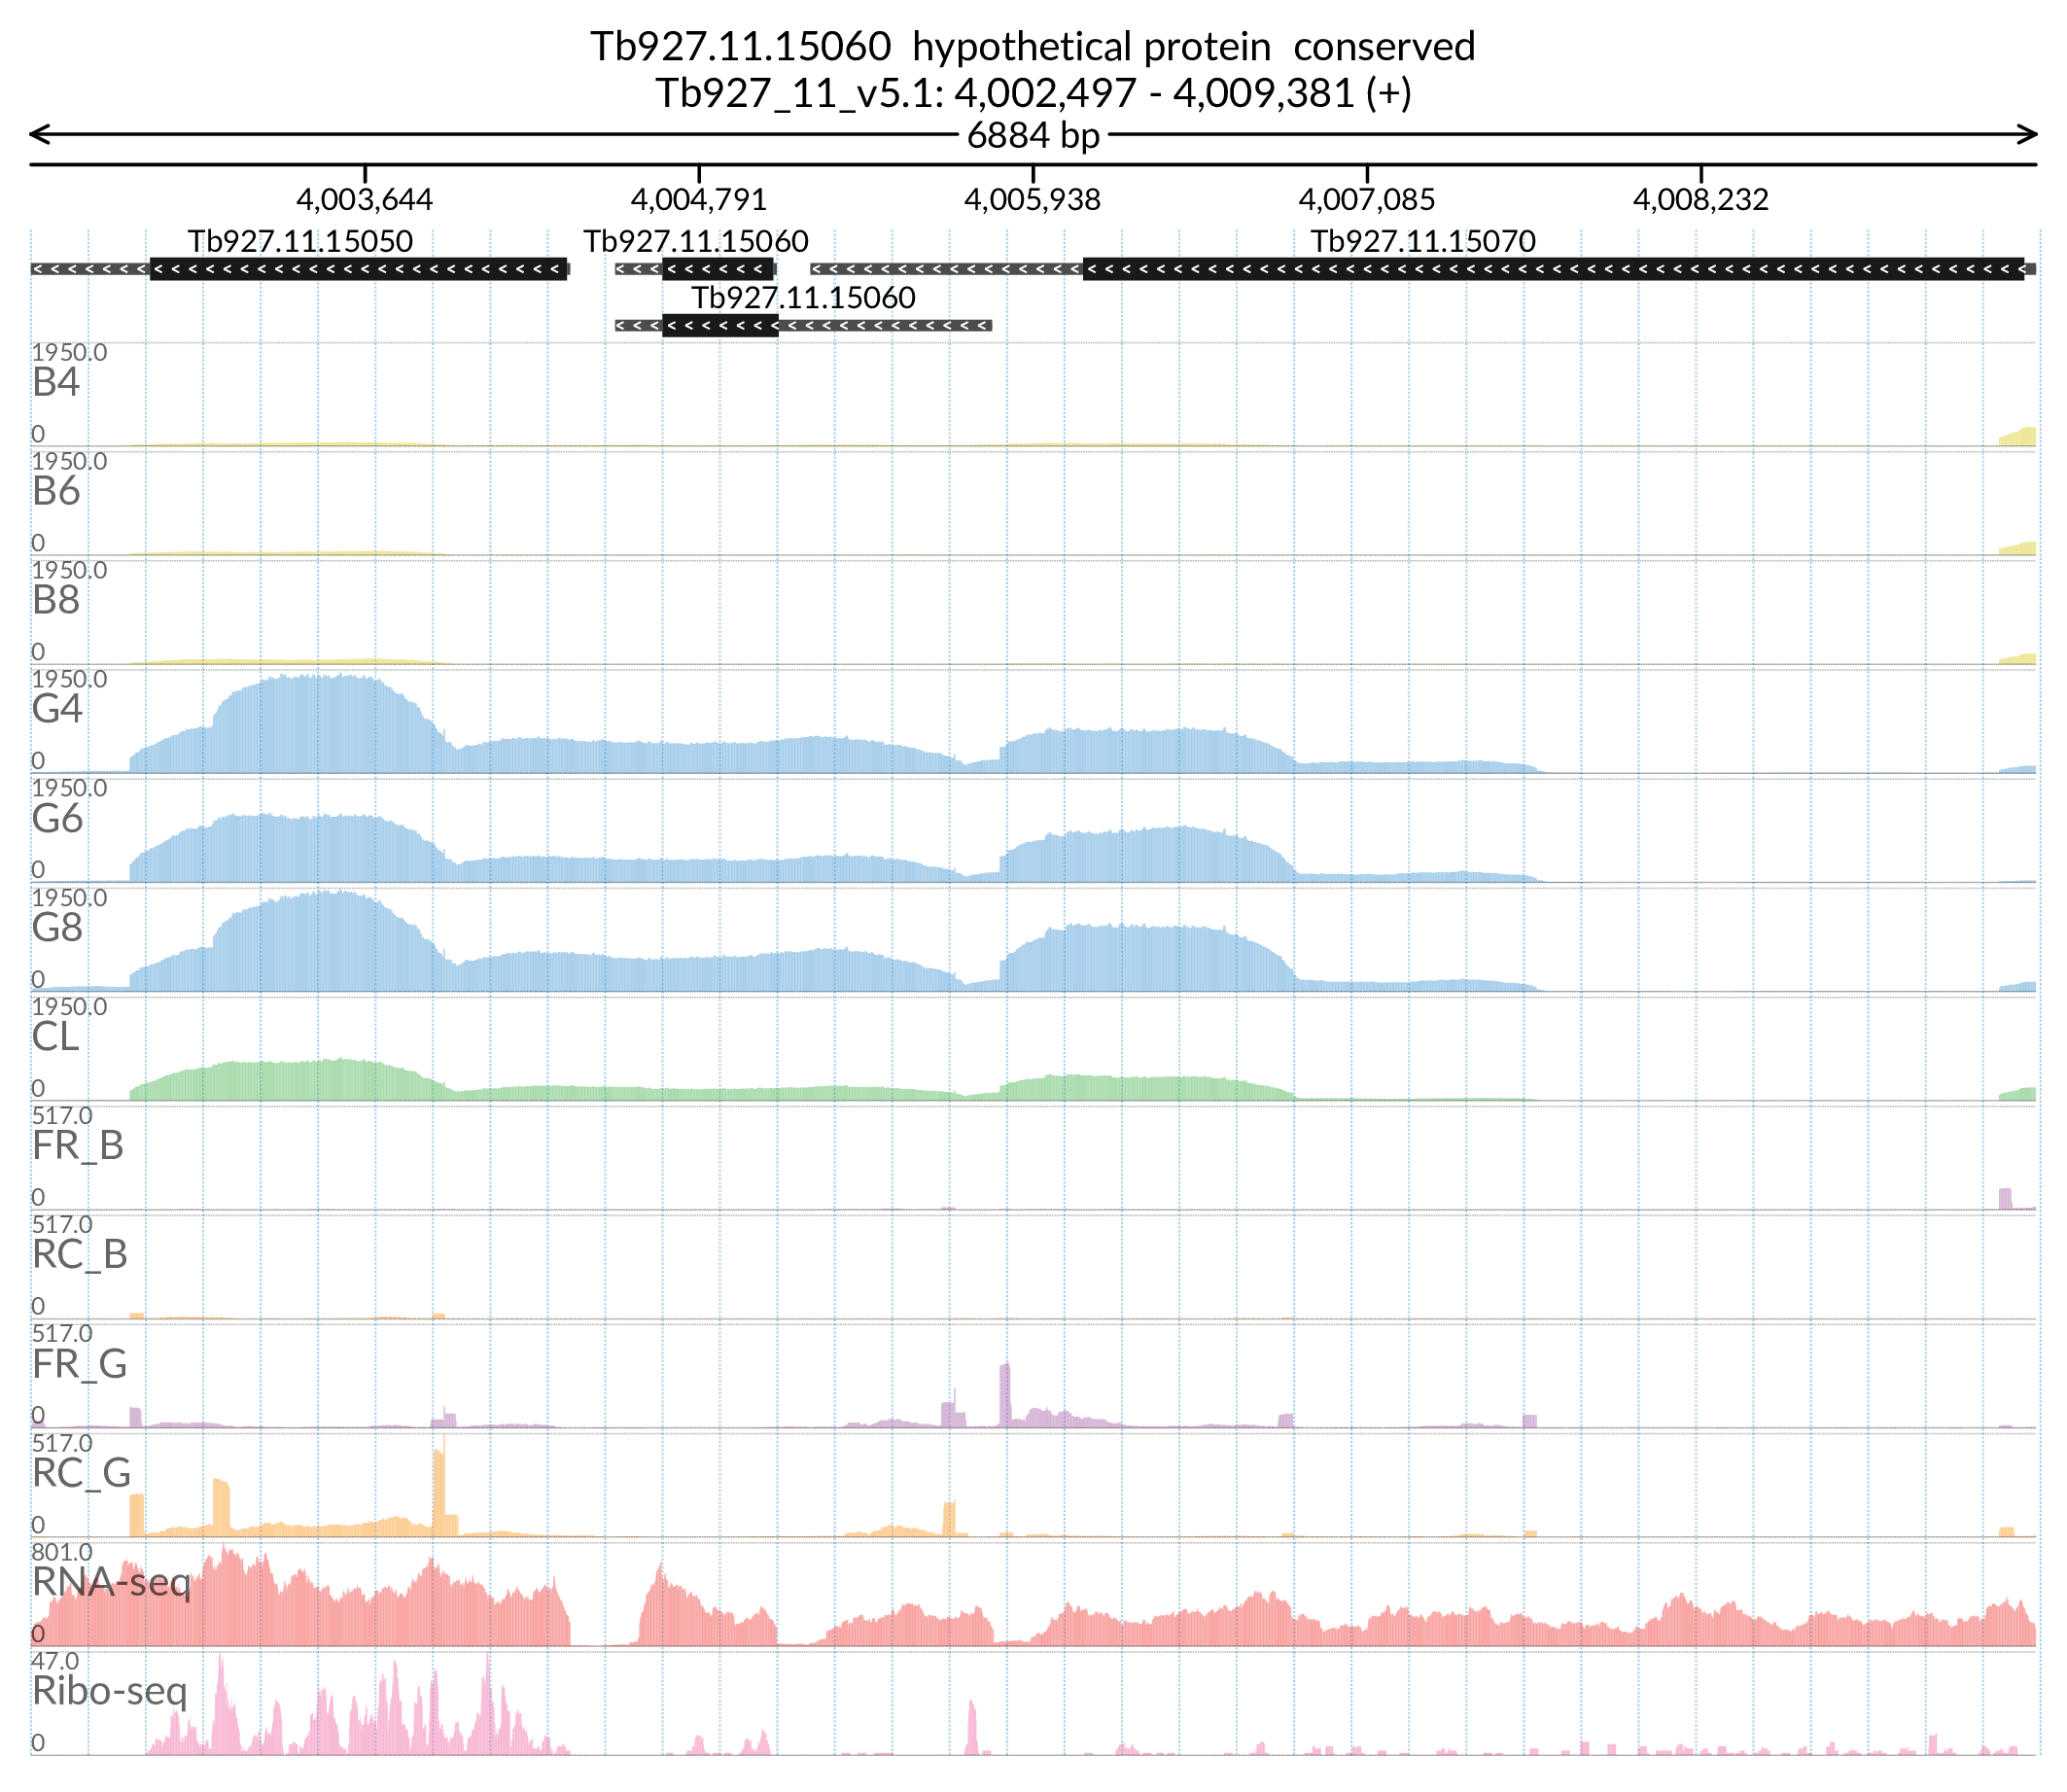 Tb927.11.15060  hypothetical protein  conserved
Tb927_11_v5.1: 4,002,497 - 4,009,381 (+)
6884 bp
4,003,644 4,004,791 4,005,938 4,007,085 4,008,232
Tb927.11.15050 Tb927.11.15060 Tb927.11.15070
Tb927.11.15060
1950.0
B4
0
1950.0
B6
0
1950.0
B8
0
1950.0
G4
0
1950.0
G6
0
1950.0
G8
0
1950.0
CL
0
517.0
FR_B
0
517.0
RC_B
0
517.0
FR_G
0
517.0
RC_G
0
801.0
RNA-seq
0
47.0
Ribo-seq
0